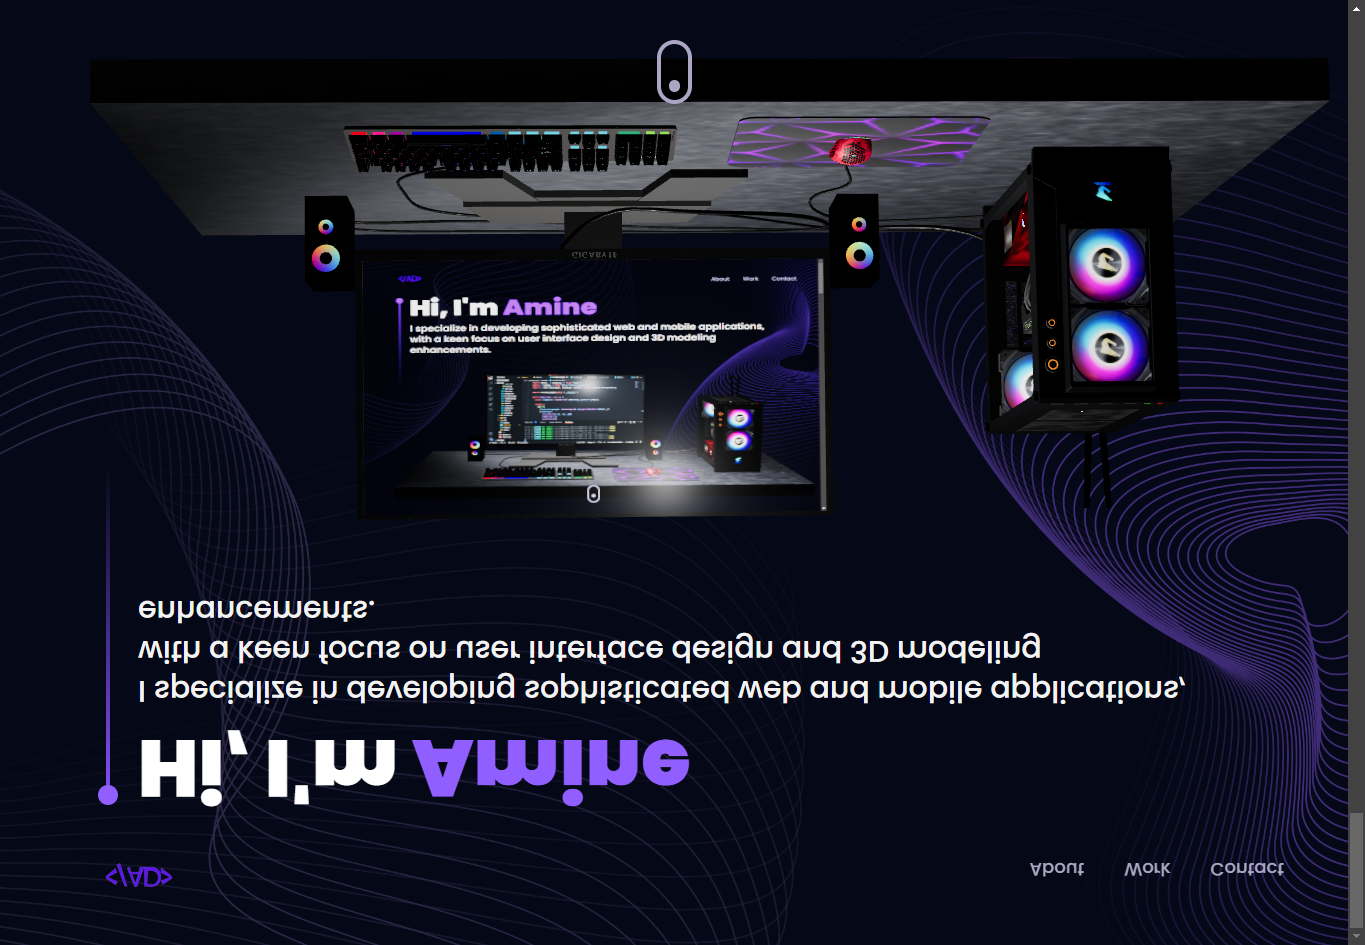 </AD>
About Work Contact
Hi, I'm Amine
I specialize in developing sophisticated web and mobile applications,
with a keen focus on user interface design and 3D modeling
enhancements.
GIGABYTE
</AD>
About Work Contact
Hi, I'm Amine
I specialize in developing sophisticated web and mobile applications,
with a keen focus on user interface design and 3D modeling
enhancements.